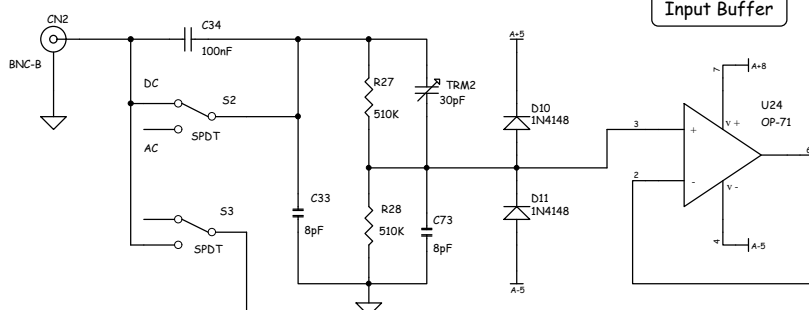 Input Buffer
CN2
C34
A+5
BNC-B
100nF
A+8
7
R27
TRM2
DC
S2
30pF
D10
U24
510K
1N4148
OP-71
v +
SPDT
3
+
6
AC
2
-
C33
R28
C73
D11
v -
S3
8pF
510K
8pF
1N4148
4
A-5
SPDT
A-5